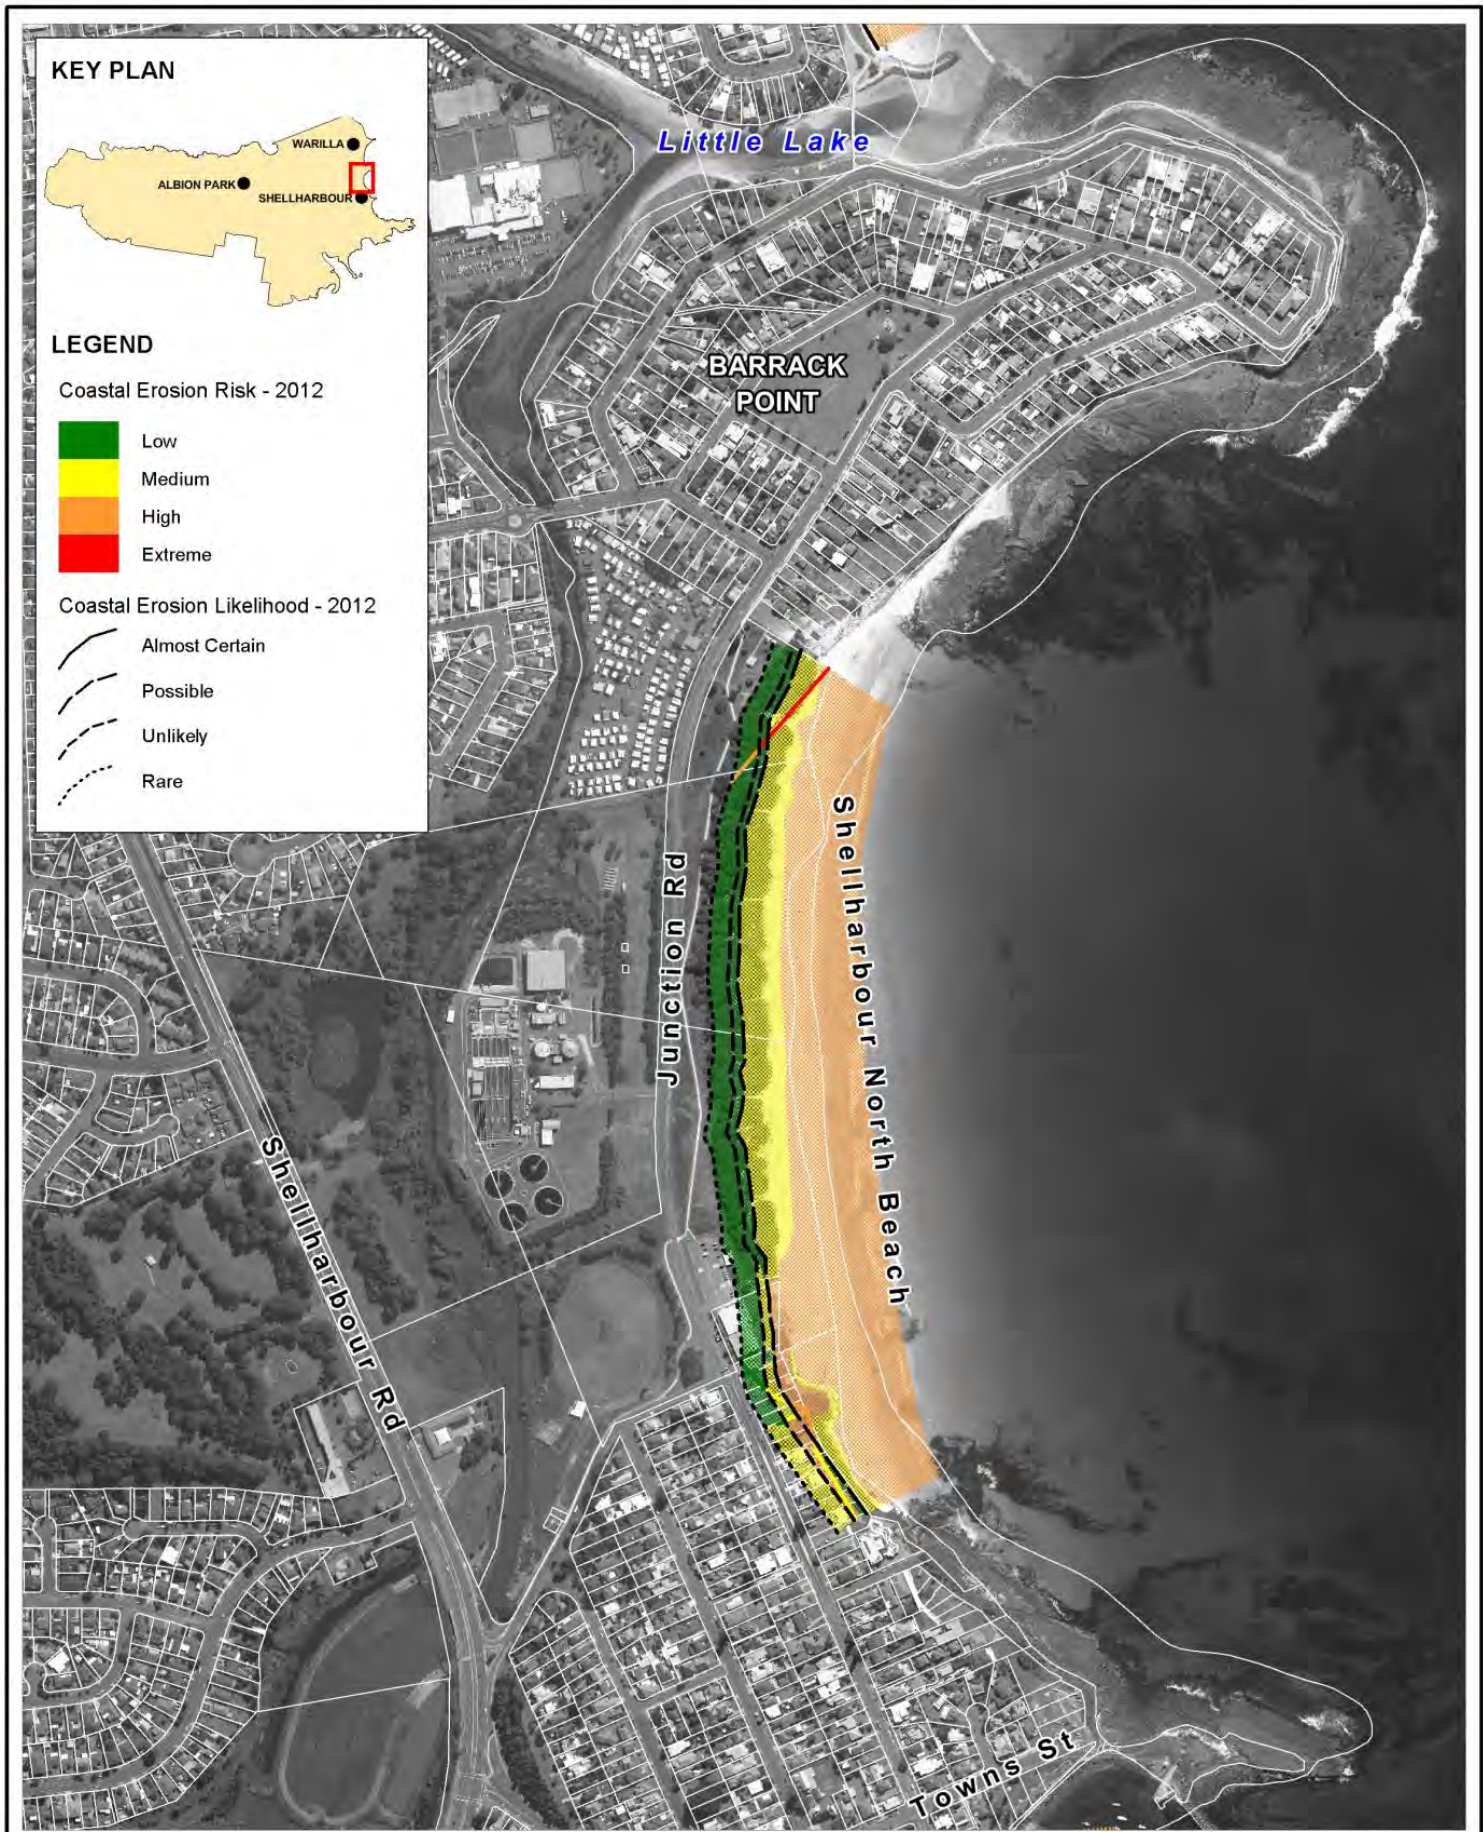 KEY PLAN
WARILLA
ALBION PARK
SHELLHARBOUR
LEGEND
Coastal Erosion Risk - 2012
Low
Medium
High
Extreme
Coastal Erosion Likelihood - 2012
Almost Certain
Possible
Unlikely
Rare
Little Lake
BARRACK
POINT
Junction Rd
Shellharbour North Beach
Shellharbour Rd
Towns St